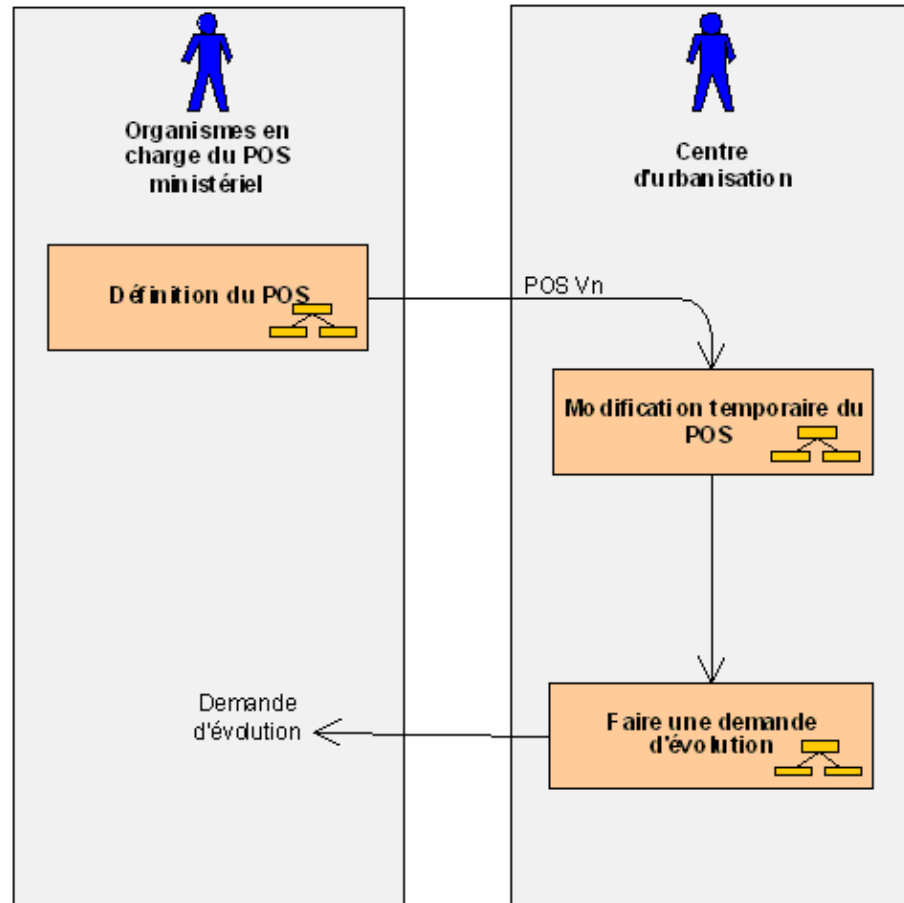 Organismes en
charge du POS
ministériel
Centre
d'urbanisation
Définition du POS
POS Vn
Modification temporaire du
POS
Demande
d'évolution
Faire une demande
d'évolution